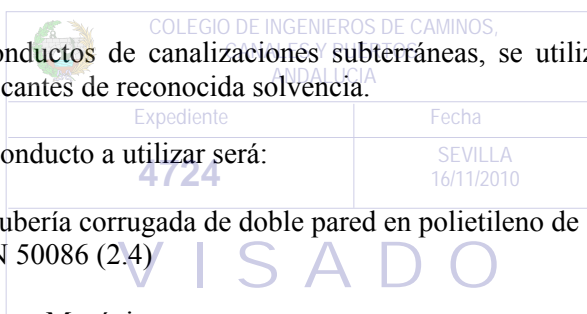 COLEGIO DE INGENIEROS DE CAMINOS,
onductos de canalizaciones subterráneas, se utiliz
CANALES Y PUERTOS
ANDALUCIA
cantes de reconocida solvencia.
Expediente Fecha
onducto a utilizar será:
4724 SEVILLA
16/11/2010
ubería corrugada de doble pared en polietileno de
N 50086 (2.4)
VISADO